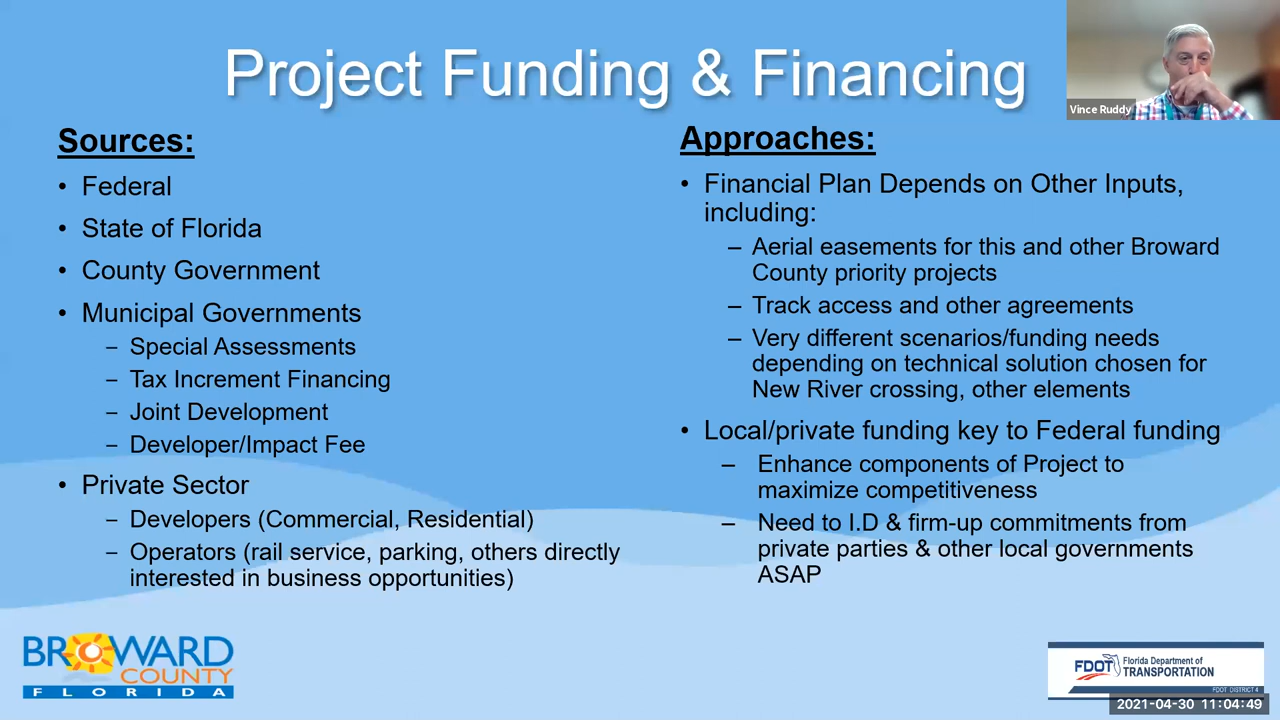 Project Funding & Financing
Vince Ruddy
Sources:
• Federal
• State of Florida
• County Government
• Municipal Governments
– Special Assessments
– Tax Increment Financing
– Joint Development
– Developer/Impact Fee
• Private Sector
– Developers (Commercial, Residential)
– Operators (rail service, parking, others directly
interested in business opportunities)
Approaches:
• Financial Plan Depends on Other Inputs,
including:
– Aerial easements for this and other Broward
County priority projects
– Track access and other agreements
– Very different scenarios/funding needs
depending on technical solution chosen for
New River crossing, other elements
• Local/private funding key to Federal funding
– Enhance components of Project to
maximize competitiveness
– Need to I.D & firm-up commitments from
private parties & other local governments
ASAP
BROWARD
COUNTY
FLORIDA
FDOT
Florida Department of
TRANSPORTATION
FDOT DISTRICT 4
2021-04-30 11:04:49